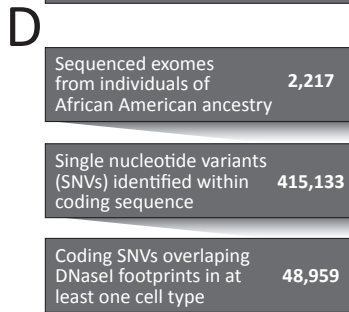 D
Sequenced exomes
from individuals of 2,217
African American ancestry
Single nucleotide variants
(SNVs) identified within 415,133
coding sequence
Coding SNVs overlaping
DNaseI footprints in at 48,959
least one cell type